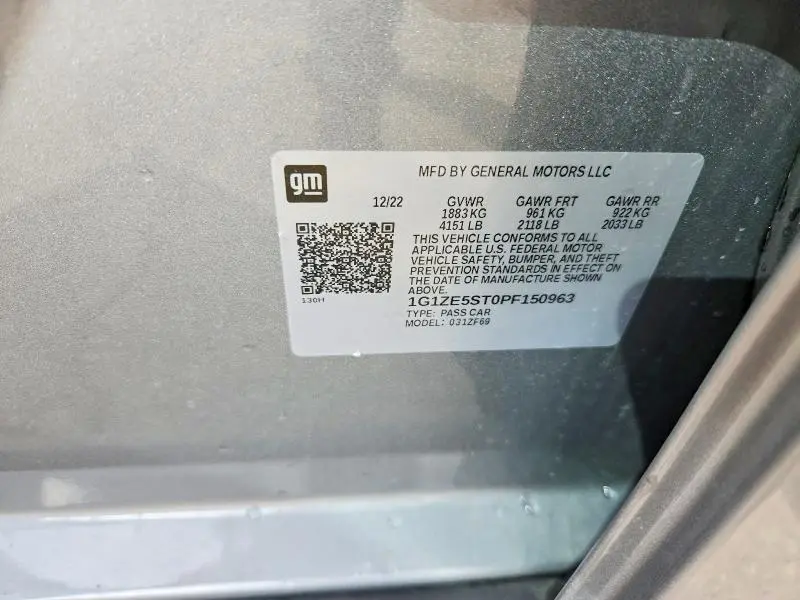 gm
MFD BY GENERAL MOTORS LLC
12/22 GVWR GAWR FRT GAWR RR
1883 KG 961 KG 922 KG
4151 LB 2118 LB 2033 LB
THIS VEHICLE CONFORMS TO ALL
APPLICABLE U.S. FEDERAL MOTOR
VEHICLE SAFETY, BUMPER, AND THEFT
PREVENTION STANDARDS IN EFFECT ON
THE DATE OF MANUFACTURE SHOWN
ABOVE.
130H
1G1ZE5ST0PF150963
TYPE: PASS CAR
MODEL: 031ZF69